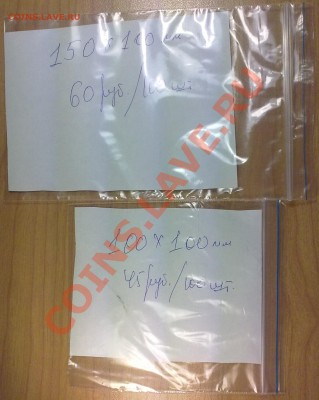 COINS.LAVE.RU
150 x 100 мм
60 руб/100 шт
100 x 100 мм
45 руб./100 шт.
COINS.LAVE.RU